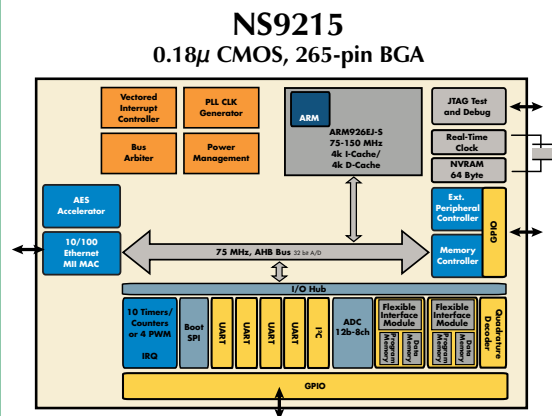 NS9215
0.18µ CMOS, 265-pin BGA
Vectored
Interrupt
Controller
PLL CLK
Generator
Bus
Arbiter
Power
Management
ARM
ARM926EJ-S
75-150 MHz
4k I-Cache/
4k D-Cache
JTAG Test
and Debug
Real-Time
Clock
NVRAM
64 Byte
AES
Accelerator
10/100
Ethernet
MII MAC
Ext.
Peripheral
Controller
Memory
Controller
GPIO
75 MHz, AHB Bus 32 bit A/D
I/O Hub
10 Timers/
Counters
or 4 PWM
IRQ
Boot
SPI
UART
UART
UART
UART
I²C
ADC
12b-8ch
Flexible
Interface
Module
Program
Memory
Data
Memory
Flexible
Interface
Module
Program
Memory
Data
Memory
Quadrature
Decoder
GPIO